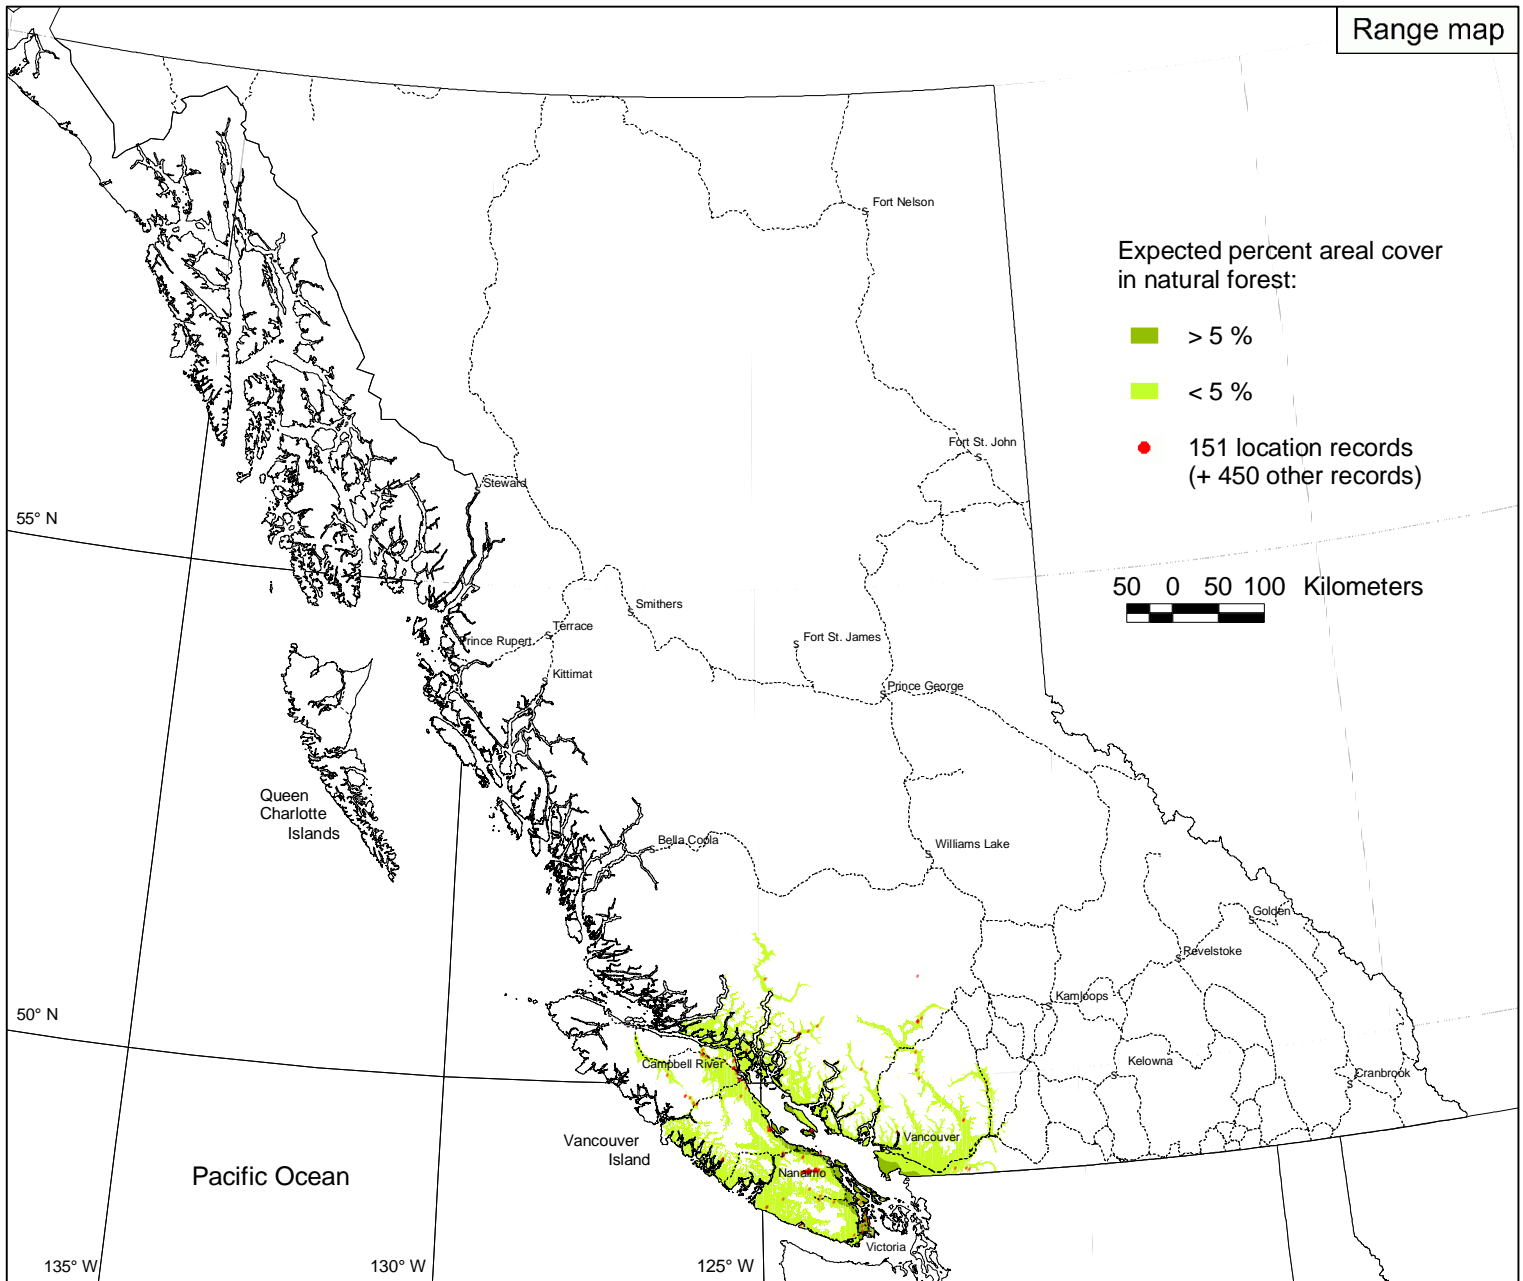 Range map
Fort Nelson
Expected percent areal cover
in natural forest:
> 5 %
< 5 %
151 location records
(+ 450 other records)
Fort St. John
Steward
55° N
50 0 50 100 Kilometers
Smithers
Terrace
Prince Rupert
Fort St. James
Kittimat
Prince George
Queen
Charlotte
Islands
Bella Coola
Williams Lake
Golden
Revelstoke
Kamloops
50° N
Campbell River
Kelowna
Cranbrook
Vancouver
Vancouver
Island
Pacific Ocean
Nanaimo
Victoria
135° W
130° W
125° W